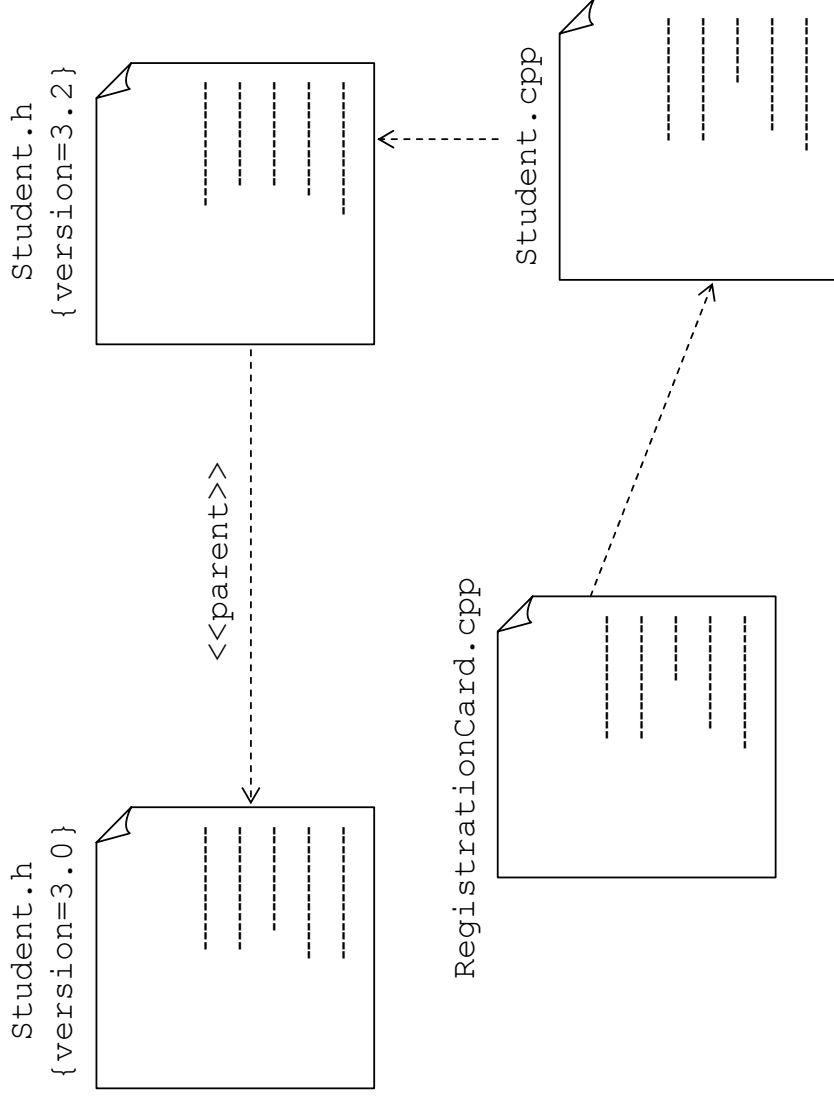 Student.h
{version=3.0}
<<parent>>
Student.h
{version=3.2}
RegistrationCard.cpp
Student.cpp